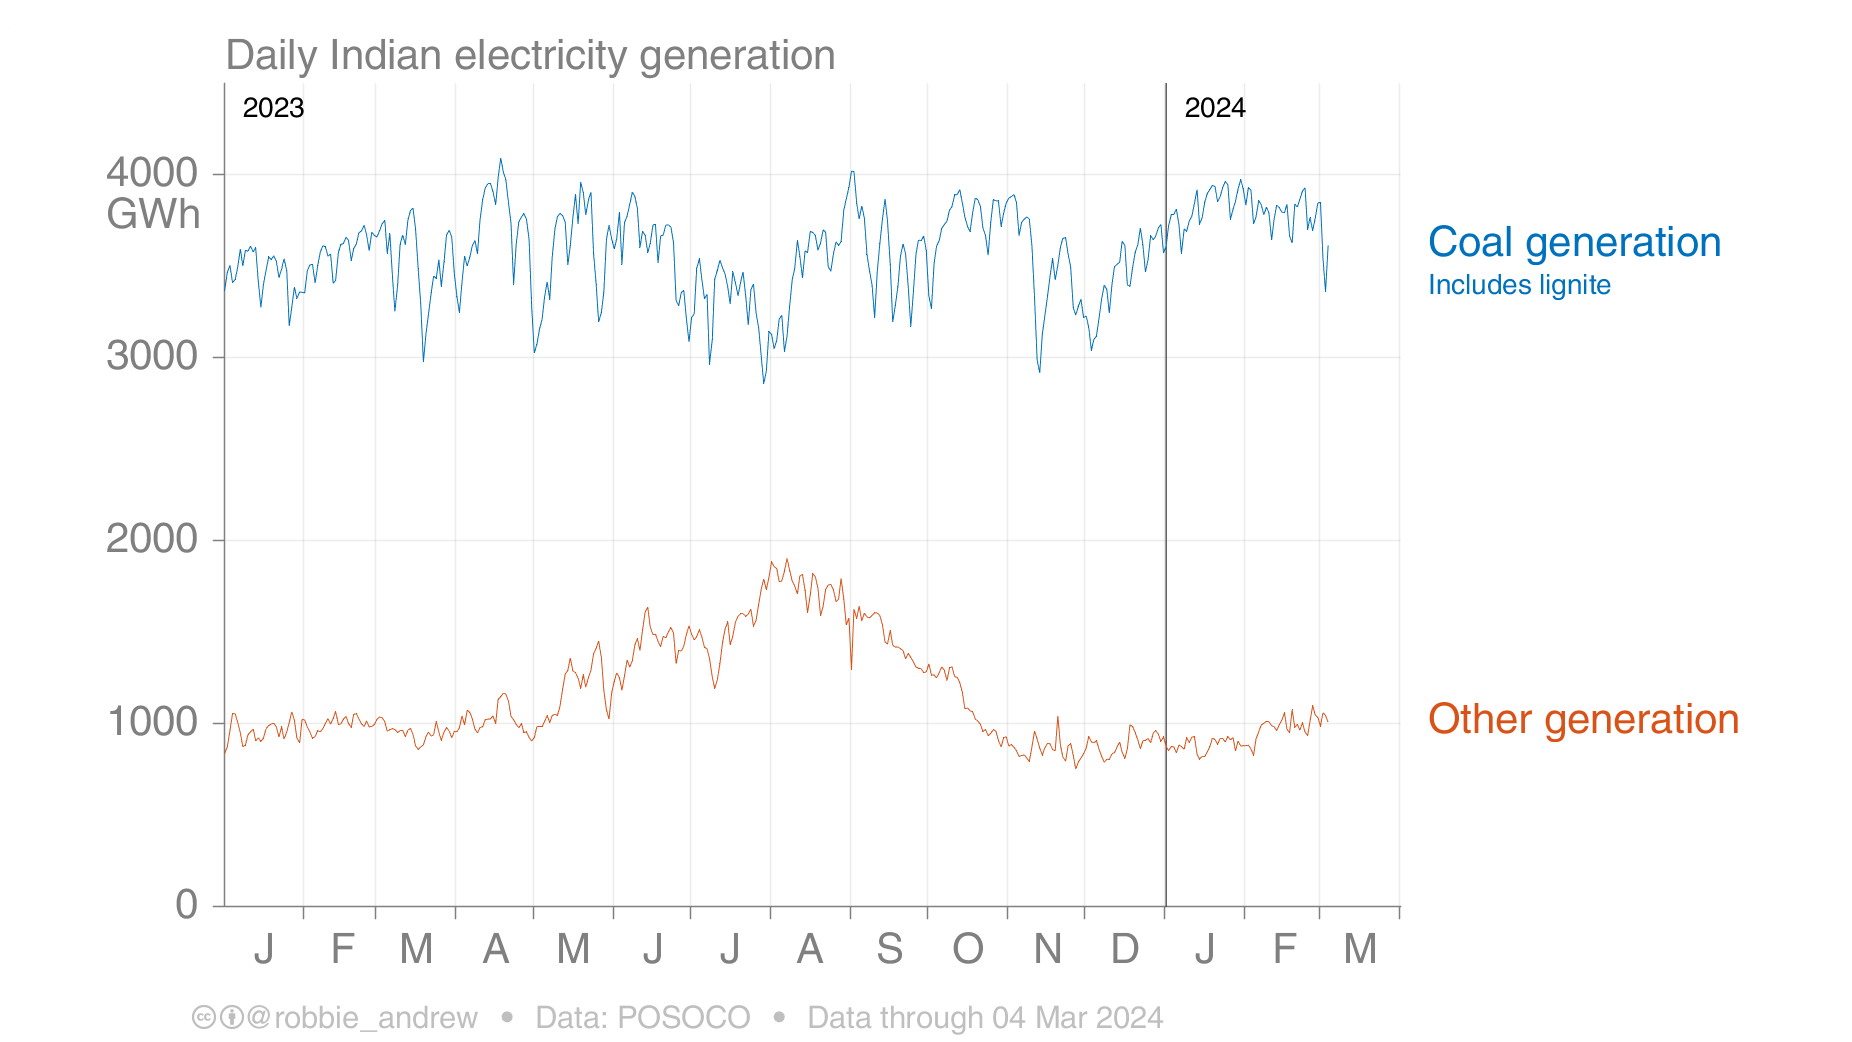 Daily Indian electricity generation
2023
2024
4000
GWh
3000
2000
1000
0
Coal generation
Includes lignite
Other generation
J F M A M J J A S O N D J F M
@robbie_andrew • Data: POSOCO • Data through 04 Mar 2024